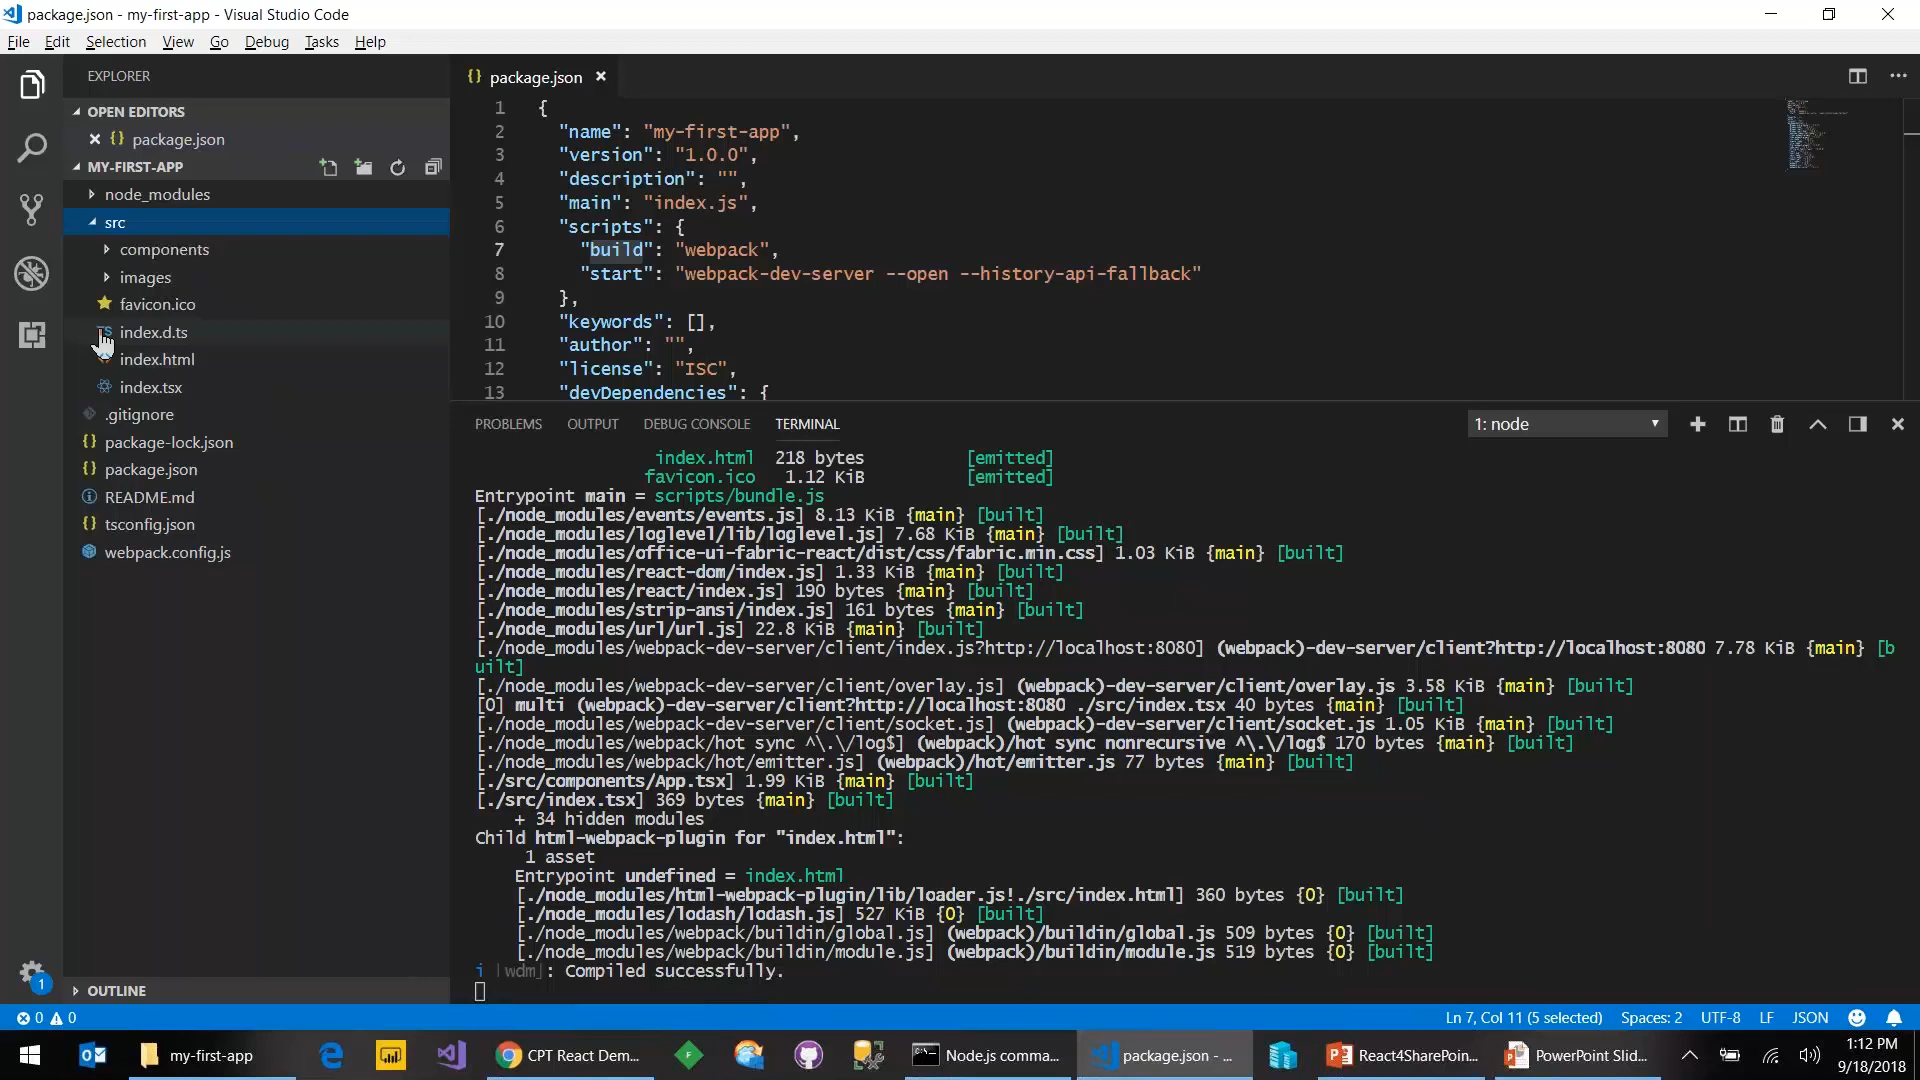 package.json - my-first-app - Visual Studio Code
File Edit Selection View Go Debug Tasks Help
EXPLORER
OPEN EDITORS
{} package.json
MY-FIRST-APP
node_modules
src
components
images
favicon.ico
TS index.d.ts
index.html
index.tsx
.gitignore
{} package-lock.json
{} package.json
README.md
{} tsconfig.json
webpack.config.js
OUTLINE
{} package.json
1 {
2 "name": "my-first-app",
3 "version": "1.0.0",
4 "description": "",
5 "main": "index.js",
6 "scripts": {
7 "build": "webpack",
8 "start": "webpack-dev-server --open --history-api-fallback"
9 },
10 "keywords": [],
11 "author": "",
12 "license": "ISC",
13 "devDependencies": {
PROBLEMS OUTPUT DEBUG CONSOLE TERMINAL 1: node
index.html 218 bytes [emitted]
favicon.ico 1.12 KiB [emitted]
Entrypoint main = scripts/bundle.js
[./node_modules/events/events.js] 8.13 KiB {main} [built]
[./node_modules/loglevel/lib/loglevel.js] 7.68 KiB {main} [built]
[./node_modules/office-ui-fabric-react/dist/css/fabric.min.css] 1.03 KiB {main} [built]
[./node_modules/react-dom/index.js] 1.33 KiB {main} [built]
[./node_modules/react/index.js] 190 bytes {main} [built]
[./node_modules/strip-ansi/index.js] 161 bytes {main} [built]
[./node_modules/url/url.js] 22.8 KiB {main} [built]
[./node_modules/webpack-dev-server/client/index.js?http://localhost:8080] (webpack)-dev-server/client?http://localhost:8080 7.78 KiB {main} [b
uilt]
[./node_modules/webpack-dev-server/client/overlay.js] (webpack)-dev-server/client/overlay.js 3.58 KiB {main} [built]
[0] multi (webpack)-dev-server/client?http://localhost:8080 ./src/index.tsx 40 bytes {main} [built]
[./node_modules/webpack-dev-server/client/socket.js] (webpack)-dev-server/client/socket.js 1.05 KiB {main} [built]
[./node_modules/webpack/hot sync ^\.\/log$] (webpack)/hot sync nonrecursive ^\.\/log$ 170 bytes {main} [built]
[./node_modules/webpack/hot/emitter.js] (webpack)/hot/emitter.js 77 bytes {main} [built]
[./src/components/App.tsx] 1.99 KiB {main} [built]
[./src/index.tsx] 369 bytes {main} [built]
+ 34 hidden modules
Child html-webpack-plugin for "index.html":
1 asset
Entrypoint undefined = index.html
[./node_modules/html-webpack-plugin/lib/loader.js!./src/index.html] 360 bytes {0} [built]
[./node_modules/lodash/lodash.js] 527 KiB {0} [built]
[./node_modules/webpack/buildin/global.js] (webpack)/buildin/global.js 509 bytes {0} [built]
[./node_modules/webpack/buildin/module.js] (webpack)/buildin/module.js 519 bytes {0} [built]
i ｢wdm｣: Compiled successfully.
1
0 0 Ln 7, Col 11 (5 selected) Spaces: 2 UTF-8 LF JSON
my-first-app CPT React Dem... Node.js comma... package.json - ... React4SharePoin... PowerPoint Slid... 1:12 PM
9/18/2018